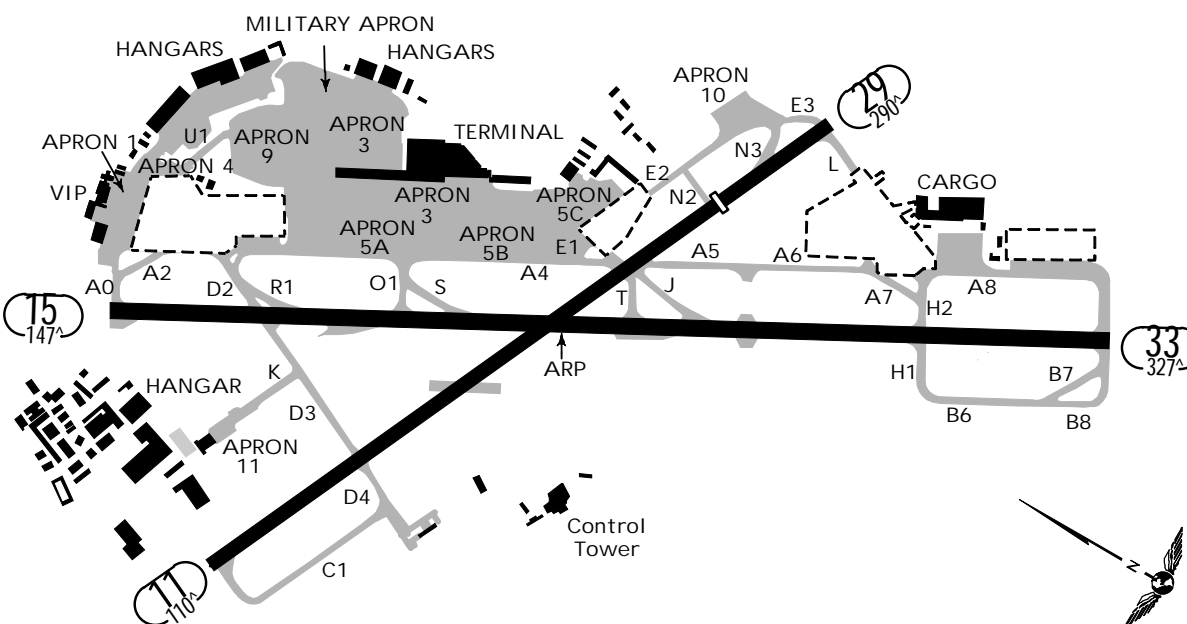 MILITARY APRON
HANGARS
HANGARS
APRON
10
E3
29
290^
APRON 1
U1
APRON
9
APRON
3
TERMINAL
N3
L
VIP
APRON 4
APRON
3
APRON
5C
E2
N2
CARGO
APRON
5A
APRON
5B
E1
A5
A6
A0
A2
D2
R1
O1
S
A4
T
J
A7
H2
A8
15
147^
ARP
33
327^
HANGAR
K
D3
H1
B7
B6
B8
APRON
11
D4
Control
Tower
C1
11
110^
N